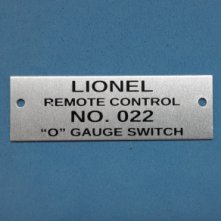 LIONEL
REMOTE CONTROL
NO. 022
“O” GAUGE SWITCH